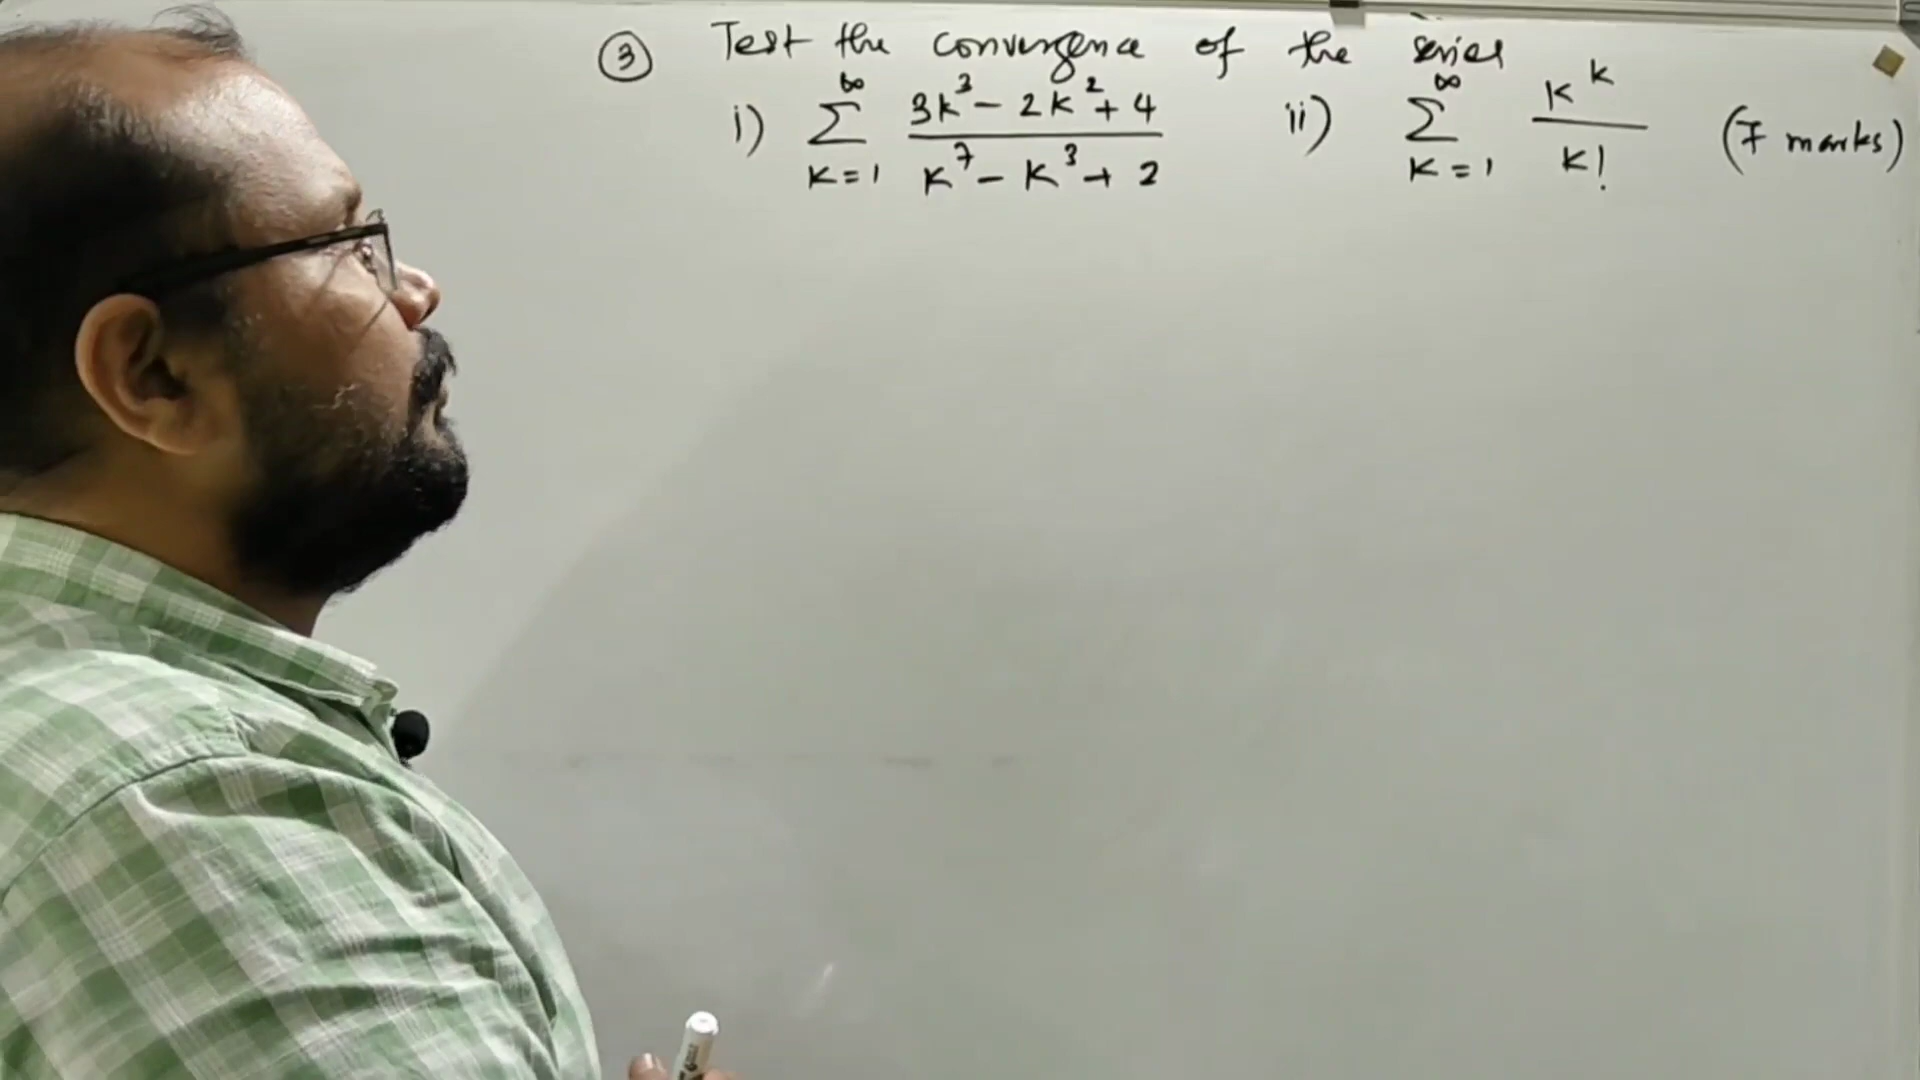 ③ Test the convergence of the series
i) ∞ Σ K=1 3k³ - 2k² + 4 / K⁷ - K³ + 2 ii) ∞ Σ K=1 K^k / k! (7 marks)